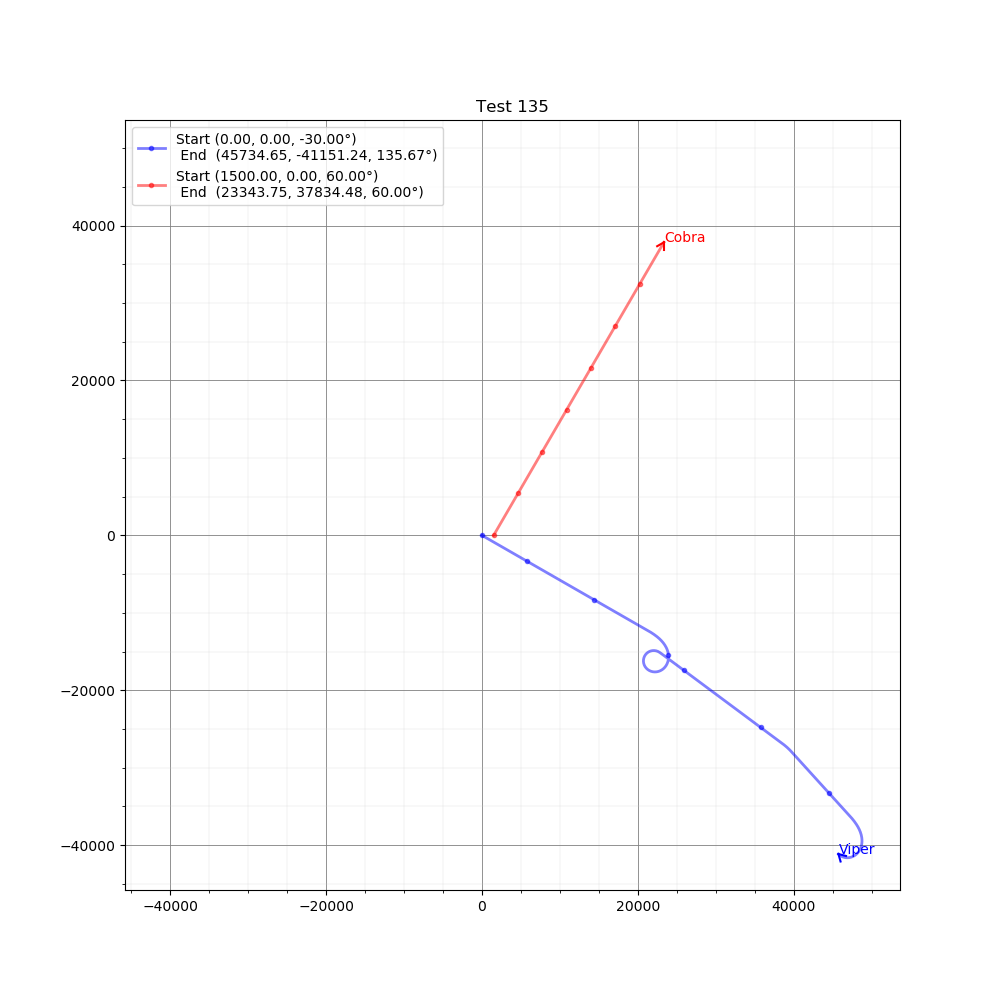 Test 135
Start (0.00, 0.00, -30.00°)
End  (45734.65, -41151.24, 135.67°)
Start (1500.00, 0.00, 60.00°)
End  (23343.75, 37834.48, 60.00°)
40000
20000
0
−20000
−40000
Cobra
Viper
−40000
−20000
0
20000
40000